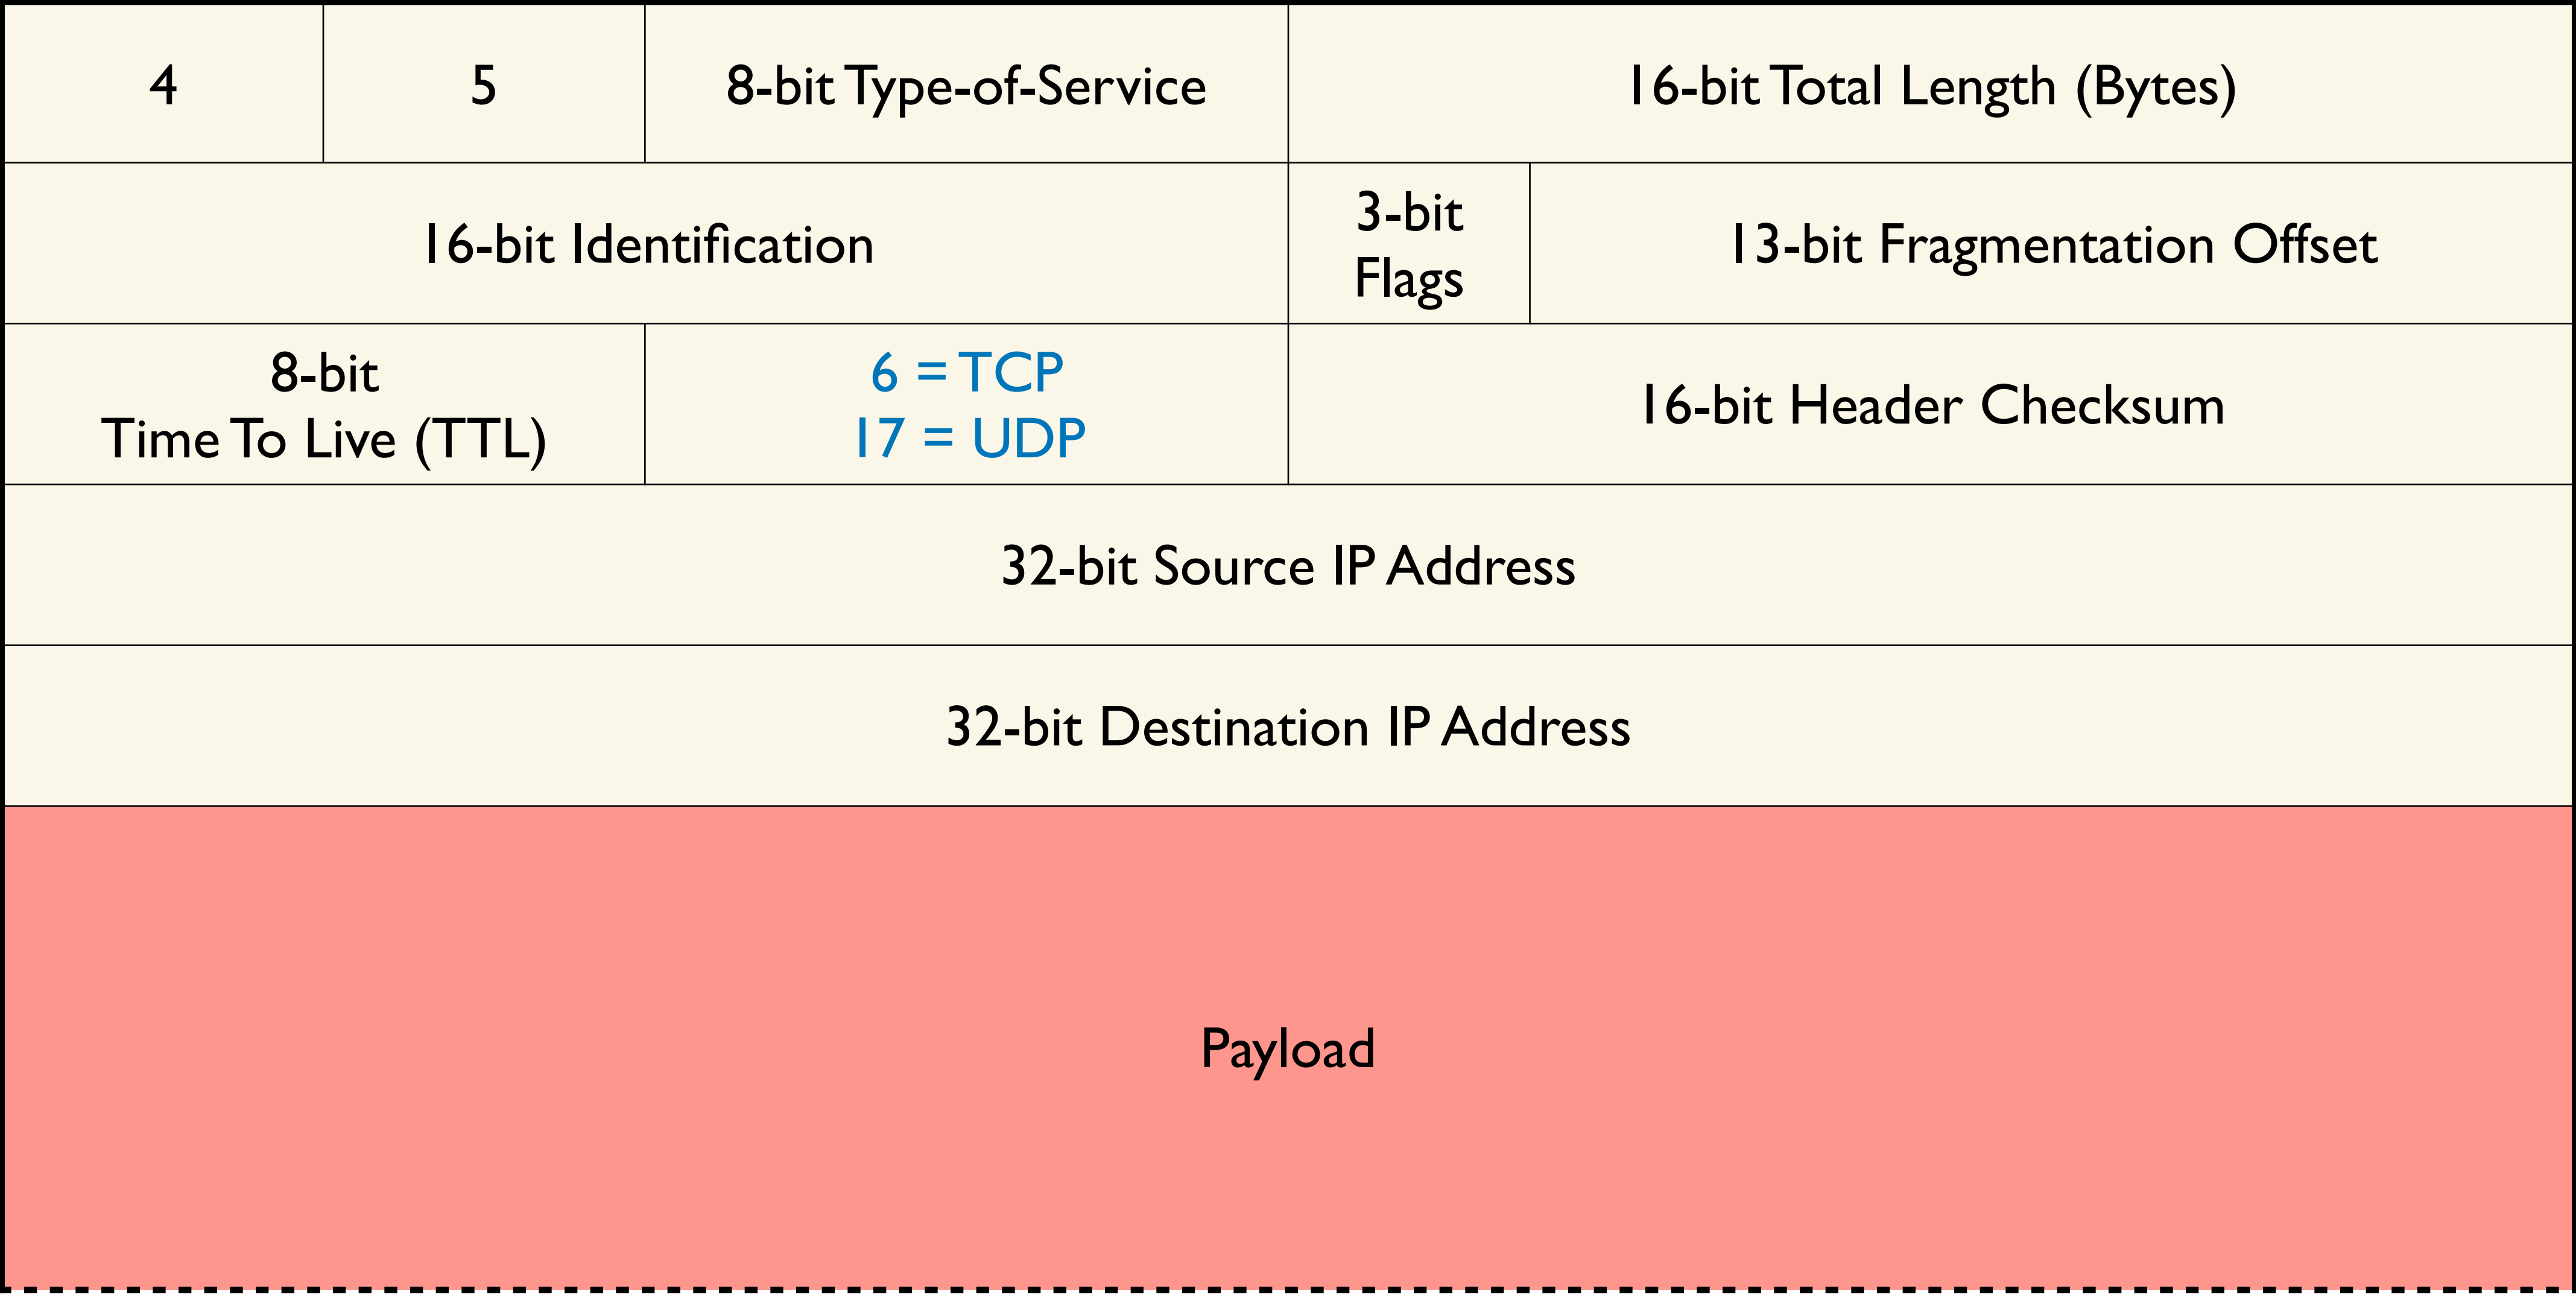 4
5
8-bit Type-of-Service
16-bit Total Length (Bytes)
16-bit Identification
3-bit
Flags
13-bit Fragmentation Offset
8-bit
Time To Live (TTL)
6 = TCP
17 = UDP
16-bit Header Checksum
32-bit Source IP Address
32-bit Destination IP Address
Payload